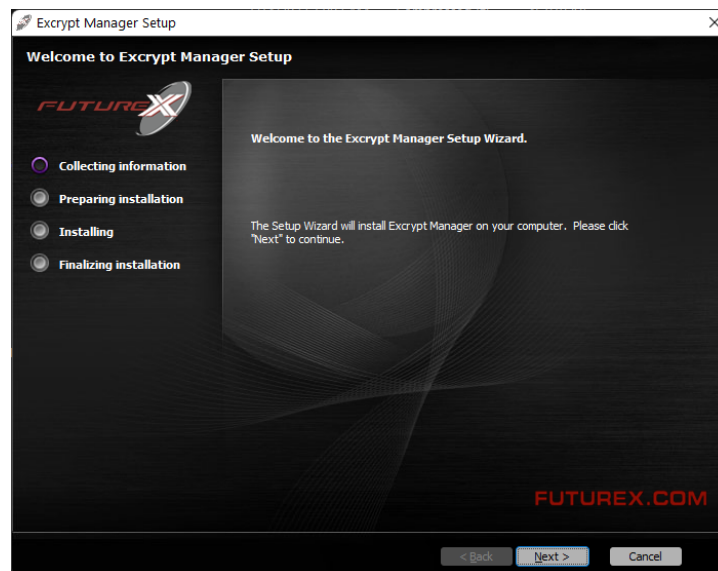 Excrypt Manager Setup
Welcome to Excrypt Manager Setup
FUTUREX
Collecting information
Preparing installation
Installing
Finalizing installation
Welcome to the Excrypt Manager Setup Wizard.
The Setup Wizard will install Excrypt Manager on your computer. Please click
"Next" to continue.
FUTUREX.COM
< Back
Next >
Cancel